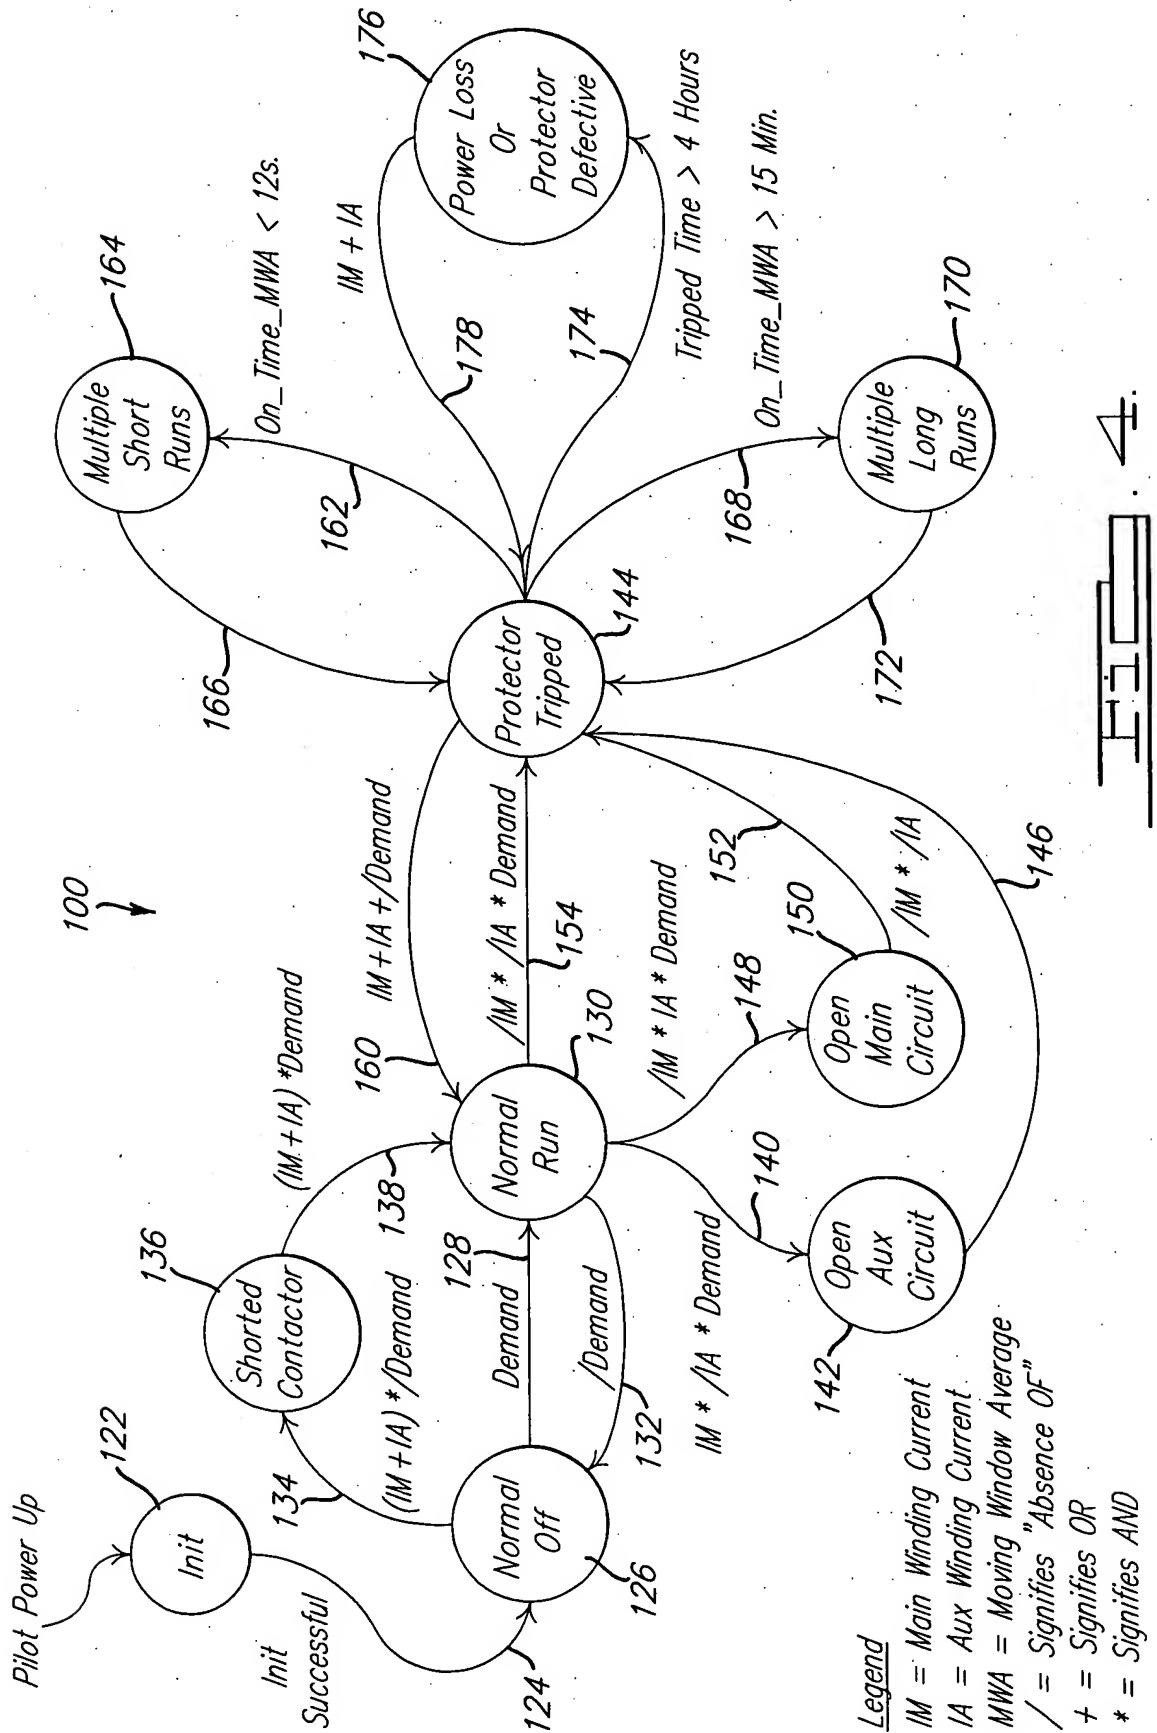 Pilot Power Up
122
Init
Init
Successful
124
Normal
Off
126
134
(IM + IA) */Demand
Shorted
Contactor
136
(IM + IA) *Demand
138
Demand
128
/Demand
132
Normal
Run
130
100
160
IM + IA +/Demand
/IM * /IA * Demand
154
IM * /IA * Demand
140
Open
Aux
Circuit
142
/IM * IA * Demand
148
Open
Main
Circuit
150
152
/IM * /IA
146
Protector
Tripped
144
166
162
On_Time_MWA < 12s.
Multiple
Short
Runs
164
IM + IA
178
174
Tripped Time > 4 Hours
Power Loss
Or
Protector
Defective
176
168
On_Time_MWA > 15 Min.
Multiple
Long
Runs
170
172
Legend
IM = Main Winding Current
IA = Aux Winding Current
MWA = Moving Window Average
/ = Signifies "Absence OF"
+ = Signifies OR
* = Signifies AND
FIG. 4.